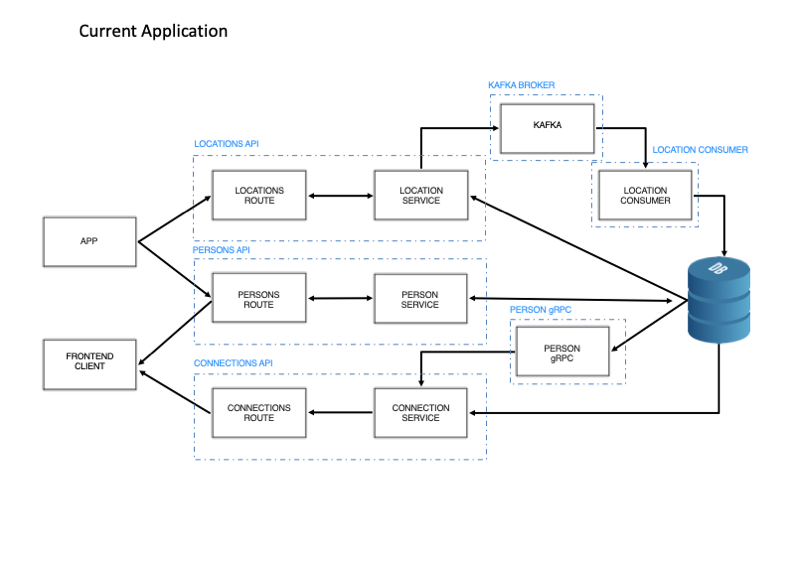 Current Application
KAFKA BROKER
KAFKA
LOCATIONS API
LOCATION CONSUMER
LOCATIONS
ROUTE
LOCATION
SERVICE
LOCATION
CONSUMER
APP
PERSONS API
DB
PERSONS
ROUTE
PERSON
SERVICE
PERSON gRPC
PERSON
gRPC
FRONTEND
CLIENT
CONNECTIONS API
CONNECTIONS
ROUTE
CONNECTION
SERVICE